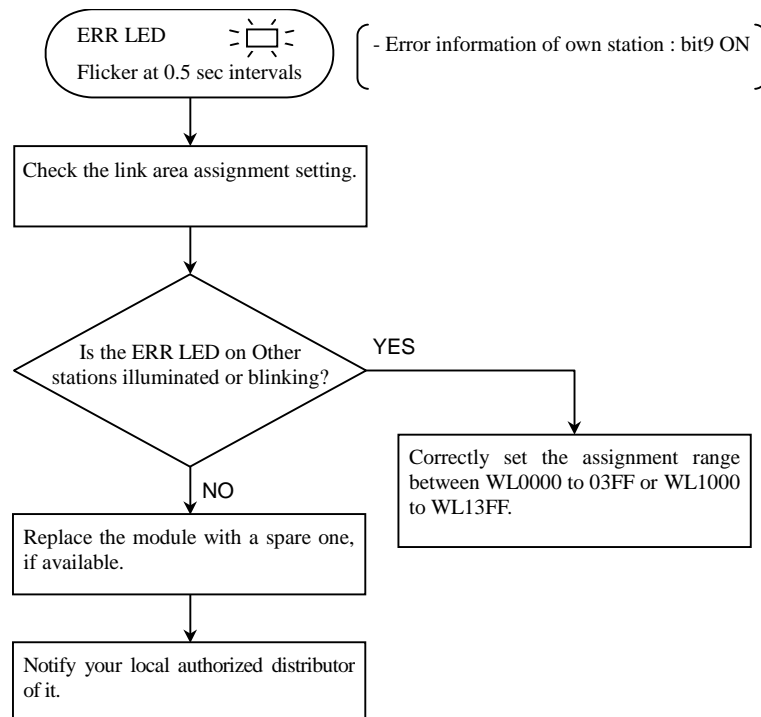 ERR LED
Flicker at 0.5 sec intervals
- Error information of own station : bit9 ON
Check the link area assignment setting.
Is the ERR LED on Other
stations illuminated or blinking?
YES
Correctly set the assignment range
between WL0000 to 03FF or WL1000
to WL13FF.
NO
Replace the module with a spare one,
if available.
Notify your local authorized distributor
of it.